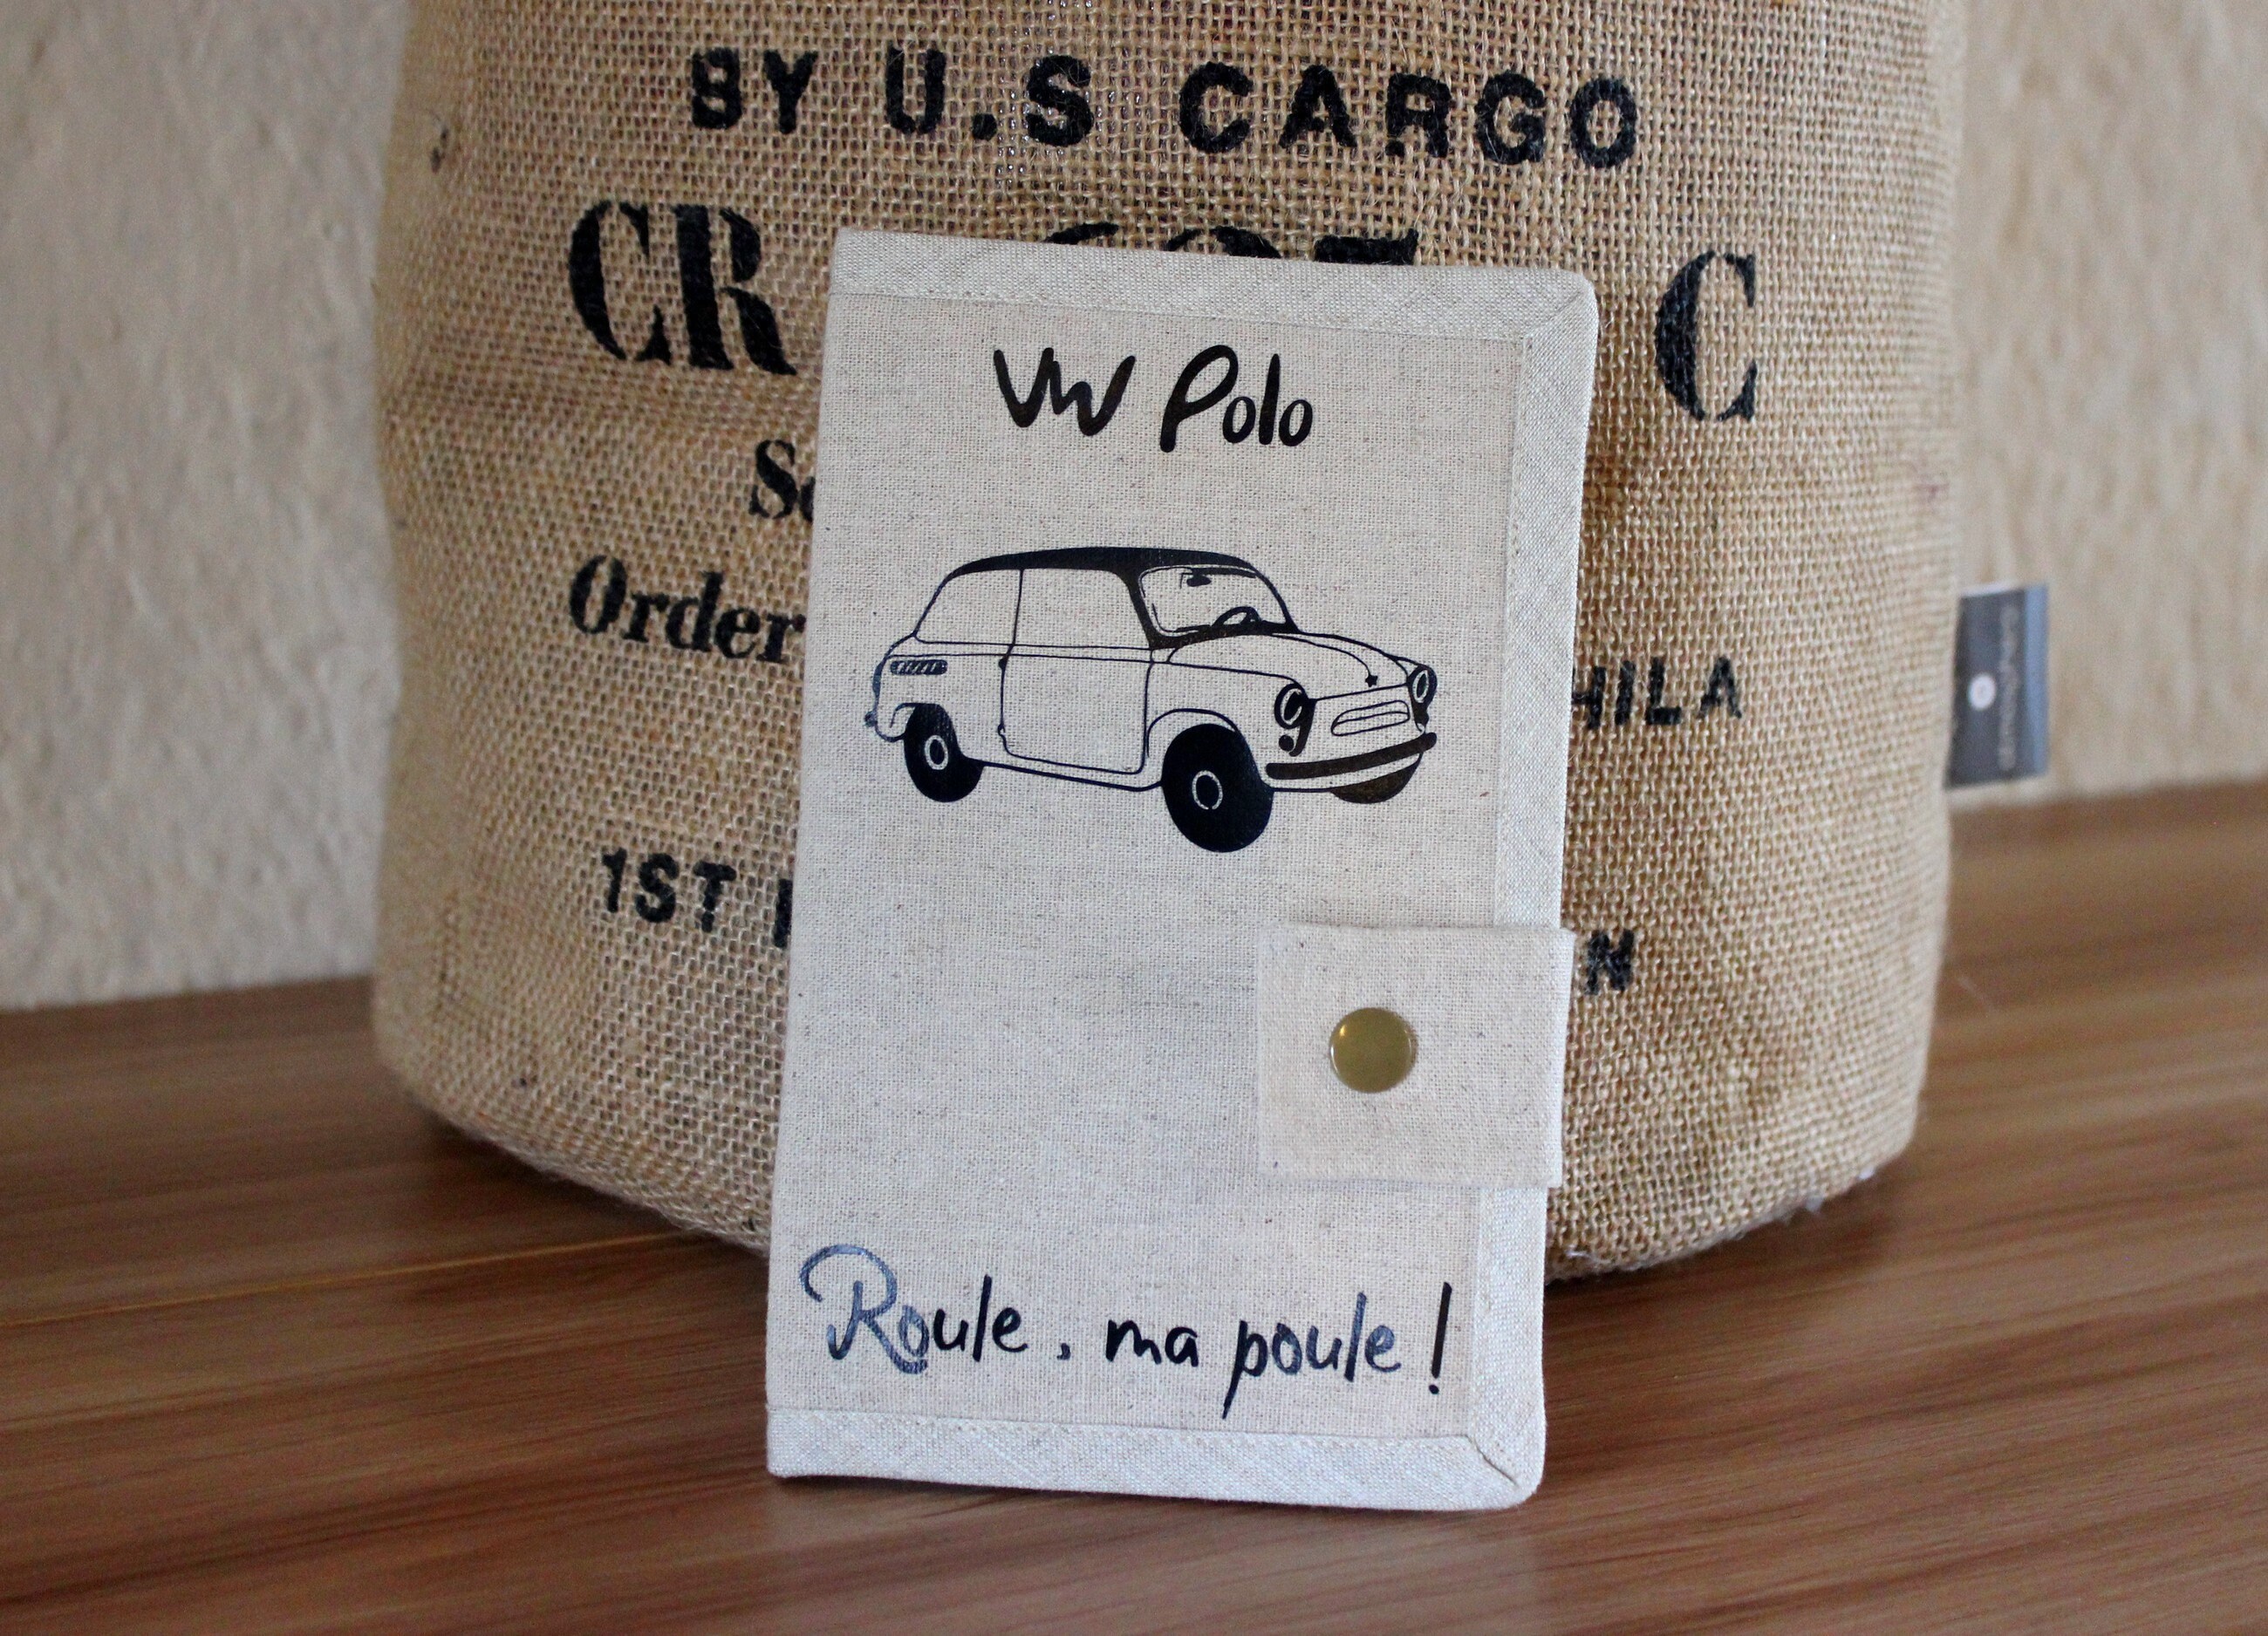 BY U.S CARGO
CR C
VW Polo
Order
HILA
1ST
N
Roule, ma poule !